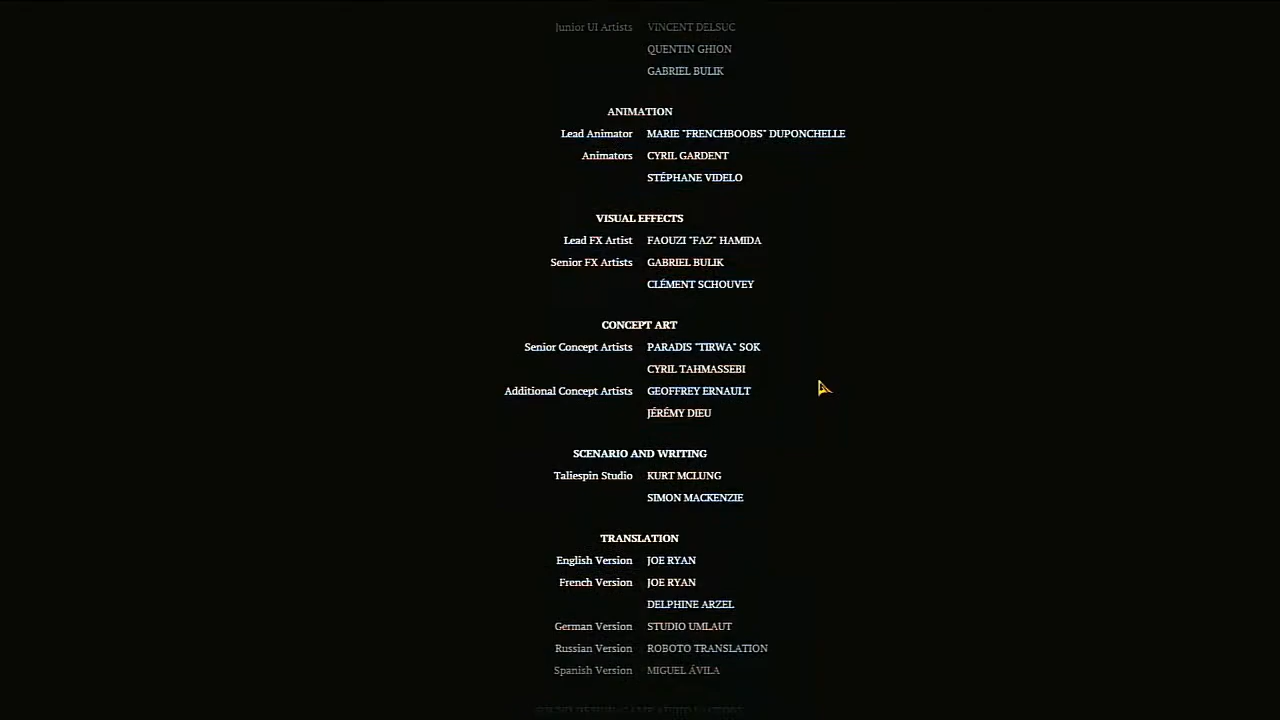 Junior UI Artists VINCENT DELSUC
QUENTIN GHION
GABRIEL BULIK
ANIMATION
Lead Animator MARIE "FRENCHBOOBS" DUPONCHELLE
Animators CYRIL GARDENT
STÉPHANE VIDELO
VISUAL EFFECTS
Lead FX Artist FAOUZI "FAZ" HAMIDA
Senior FX Artists GABRIEL BULIK
CLÉMENT SCHOUVEY
CONCEPT ART
Senior Concept Artists PARADIS "TIRWA" SOK
CYRIL TAHMASSEBI
Additional Concept Artists GEOFFREY ERNAULT
JÉRÉMY DIEU
SCENARIO AND WRITING
Taliespin Studio KURT MCLUNG
SIMON MACKENZIE
TRANSLATION
English Version JOE RYAN
French Version JOE RYAN
DELPHINE ARZEL
German Version STUDIO UMLAUT
Russian Version ROBOTO TRANSLATION
Spanish Version MIGUEL ÁVILA